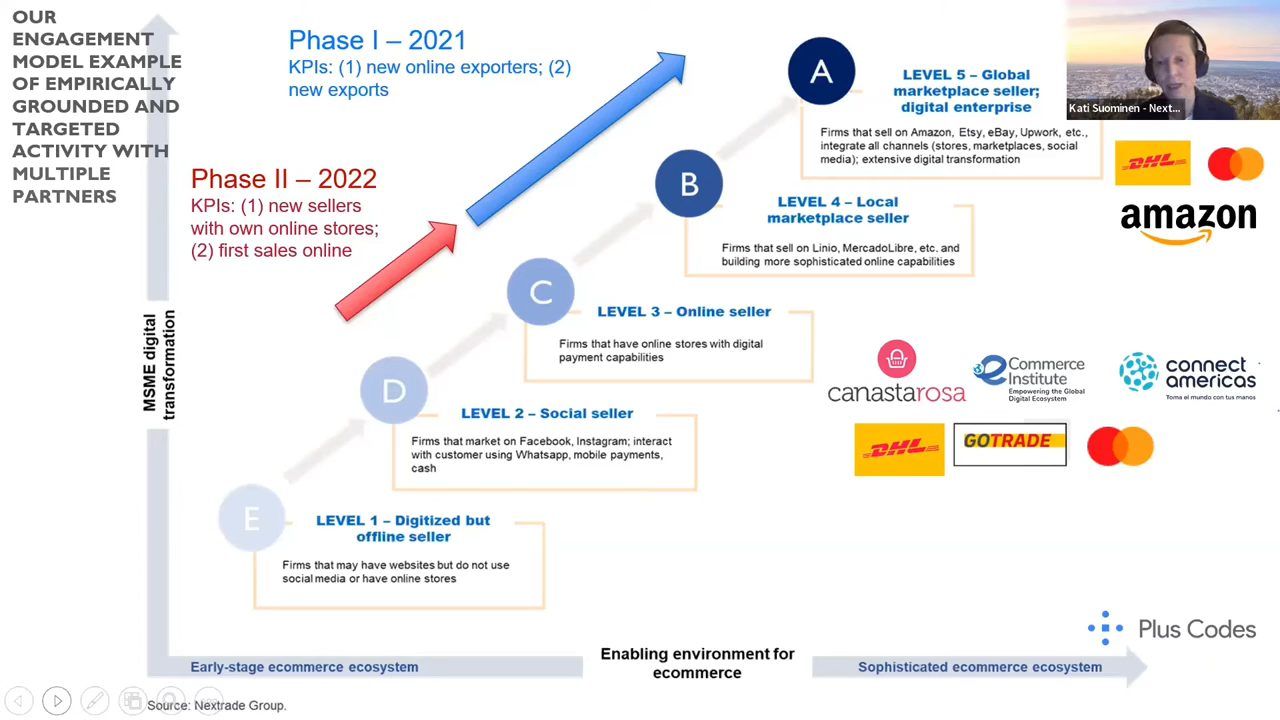 OUR
ENGAGEMENT
MODEL EXAMPLE
OF EMPIRICALLY
GROUNDED AND
TARGETED
ACTIVITY WITH
MULTIPLE
PARTNERS
Phase I – 2021
KPIs: (1) new online exporters; (2)
new exports
Phase II – 2022
KPIs: (1) new sellers
with own online stores;
(2) first sales online
A
LEVEL 5 – Global
marketplace seller;
digital enterprise
Firms that sell on Amazon, Etsy, eBay, Upwork, etc.,
integrate all channels (stores, marketplaces, social
media); extensive digital transformation
Kati Suominen - Next...
DHL
amazon
B
LEVEL 4 – Local
marketplace seller
Firms that sell on Linio, MercadoLibre, etc. and
building more sophisticated online capabilities
C
LEVEL 3 – Online seller
Firms that have online stores with digital
payment capabilities
D
LEVEL 2 – Social seller
Firms that market on Facebook, Instagram; interact
with customer using Whatsapp, mobile payments,
cash
E
LEVEL 1 – Digitized but
offline seller
Firms that may have websites but do not use
social media or have online stores
MSME digital
transformation
canastarosa
eCommerce
Institute
Empowering the Global
Digital Ecosystem
connect
americas
Toma el mundo con tus manos
DHL
GOTRADE
Plus Codes
Early-stage ecommerce ecosystem
Enabling environment for
ecommerce
Sophisticated ecommerce ecosystem
Source: Nextrade Group.